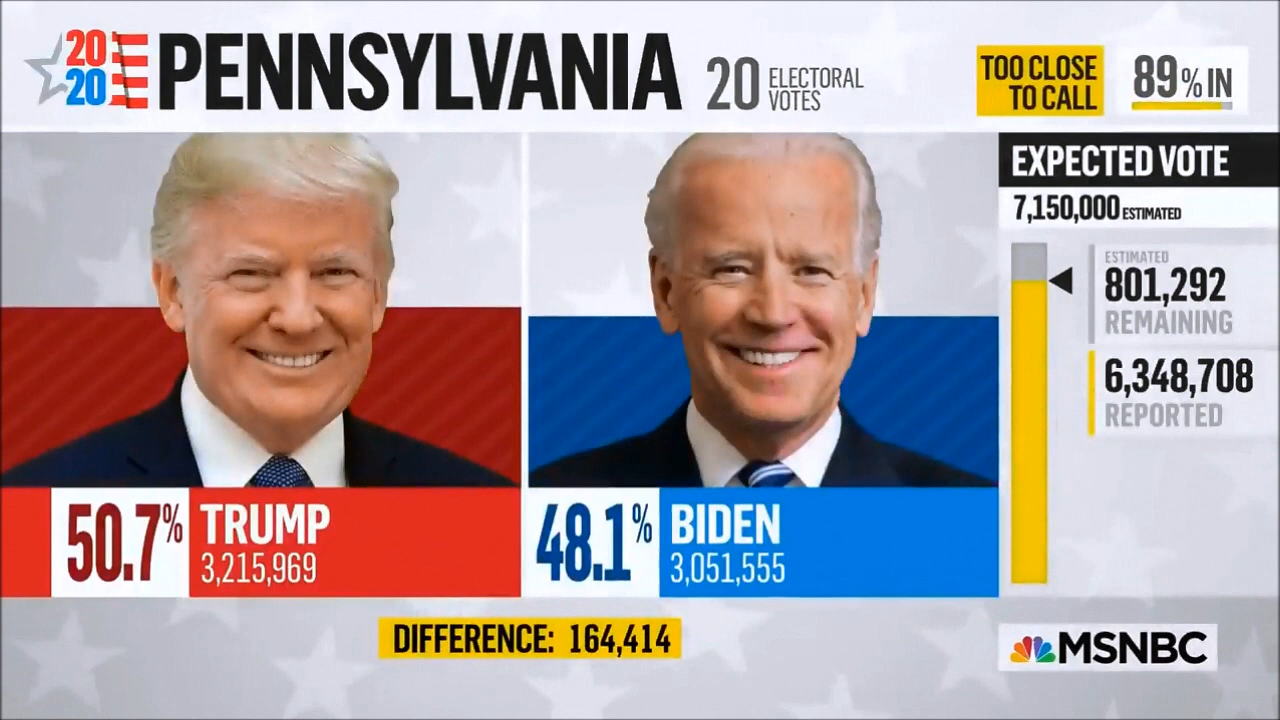 20
20
PENNSYLVANIA
20 ELECTORAL
VOTES
TOO CLOSE
TO CALL
89% IN
EXPECTED VOTE
7,150,000 ESTIMATED
ESTIMATED
801,292
REMAINING
6,348,708
REPORTED
50.7% TRUMP
3,215,969
48.1% BIDEN
3,051,555
DIFFERENCE: 164,414
MSNBC